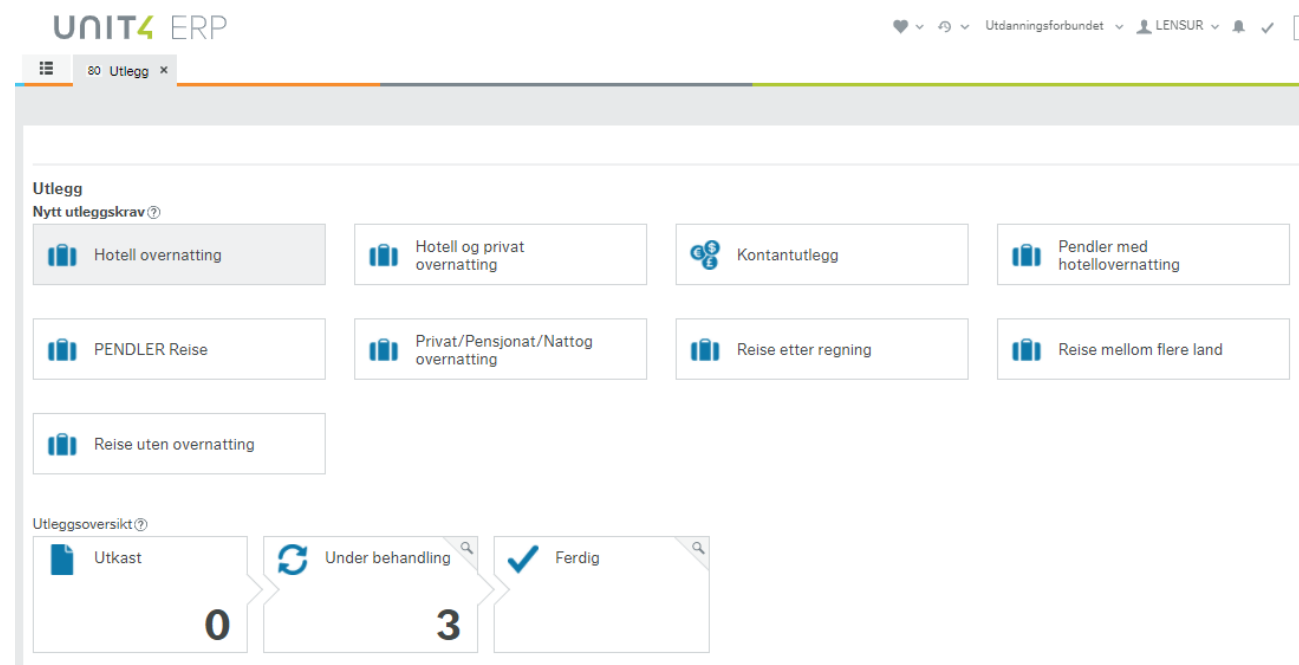 UNIT4 ERP
Utdanningsforbundet
LENSUR
80 Utlegg ×
Utlegg
Nytt utleggskrav ?
Hotell overnatting
Hotell og privat
overnatting
Kontantutlegg
Pendler med
hotellovernatting
PENDLER Reise
Privat/Pensjonat/Nattog
overnatting
Reise etter regning
Reise mellom flere land
Reise uten overnatting
Utleggsoversikt ?
Utkast
0
Under behandling
3
Ferdig